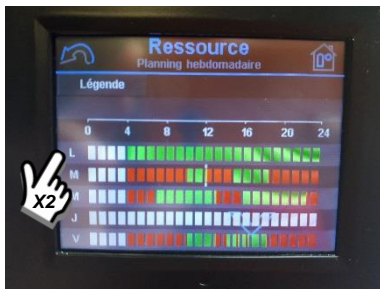 Ressource
Planning hebdomadaire
Légende
0 4 8 12 16 20 24
L
M
M
J
V
X2